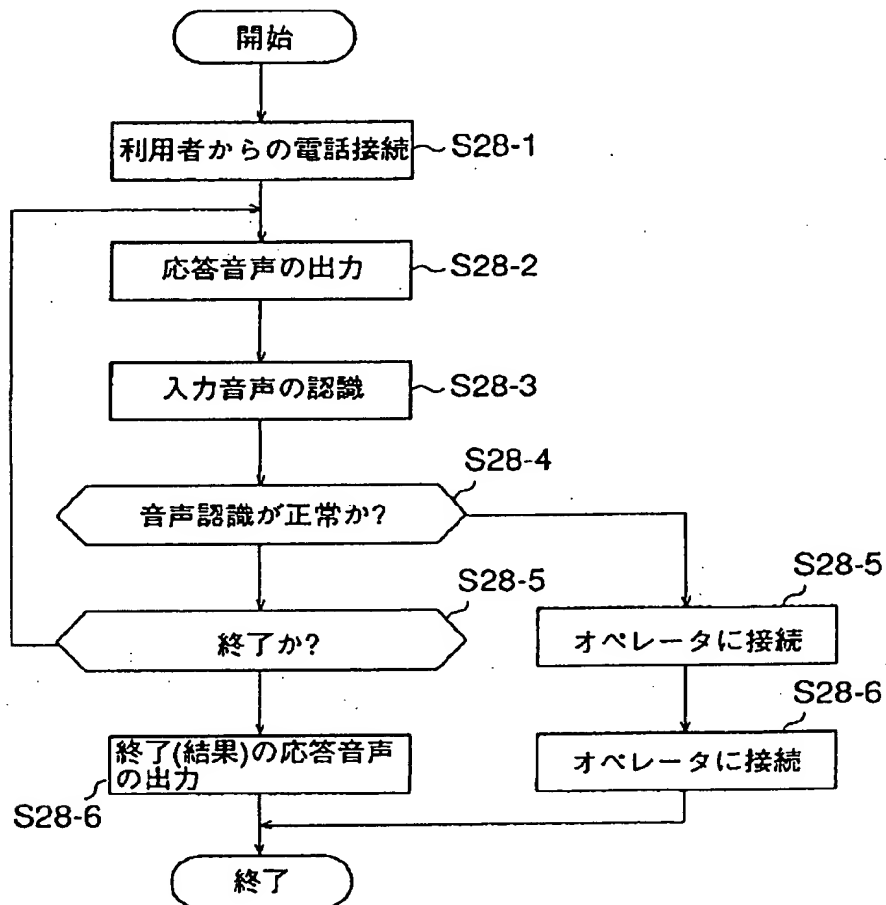 開始
利用者からの電話接続
S28-1
応答音声の出力
S28-2
入力音声の認識
S28-3
S28-4
音声認識が正常か?
S28-5
終了か?
S28-5
オペレータに接続
S28-6
オペレータに接続
終了(結果)の応答音声
の出力
S28-6
終了